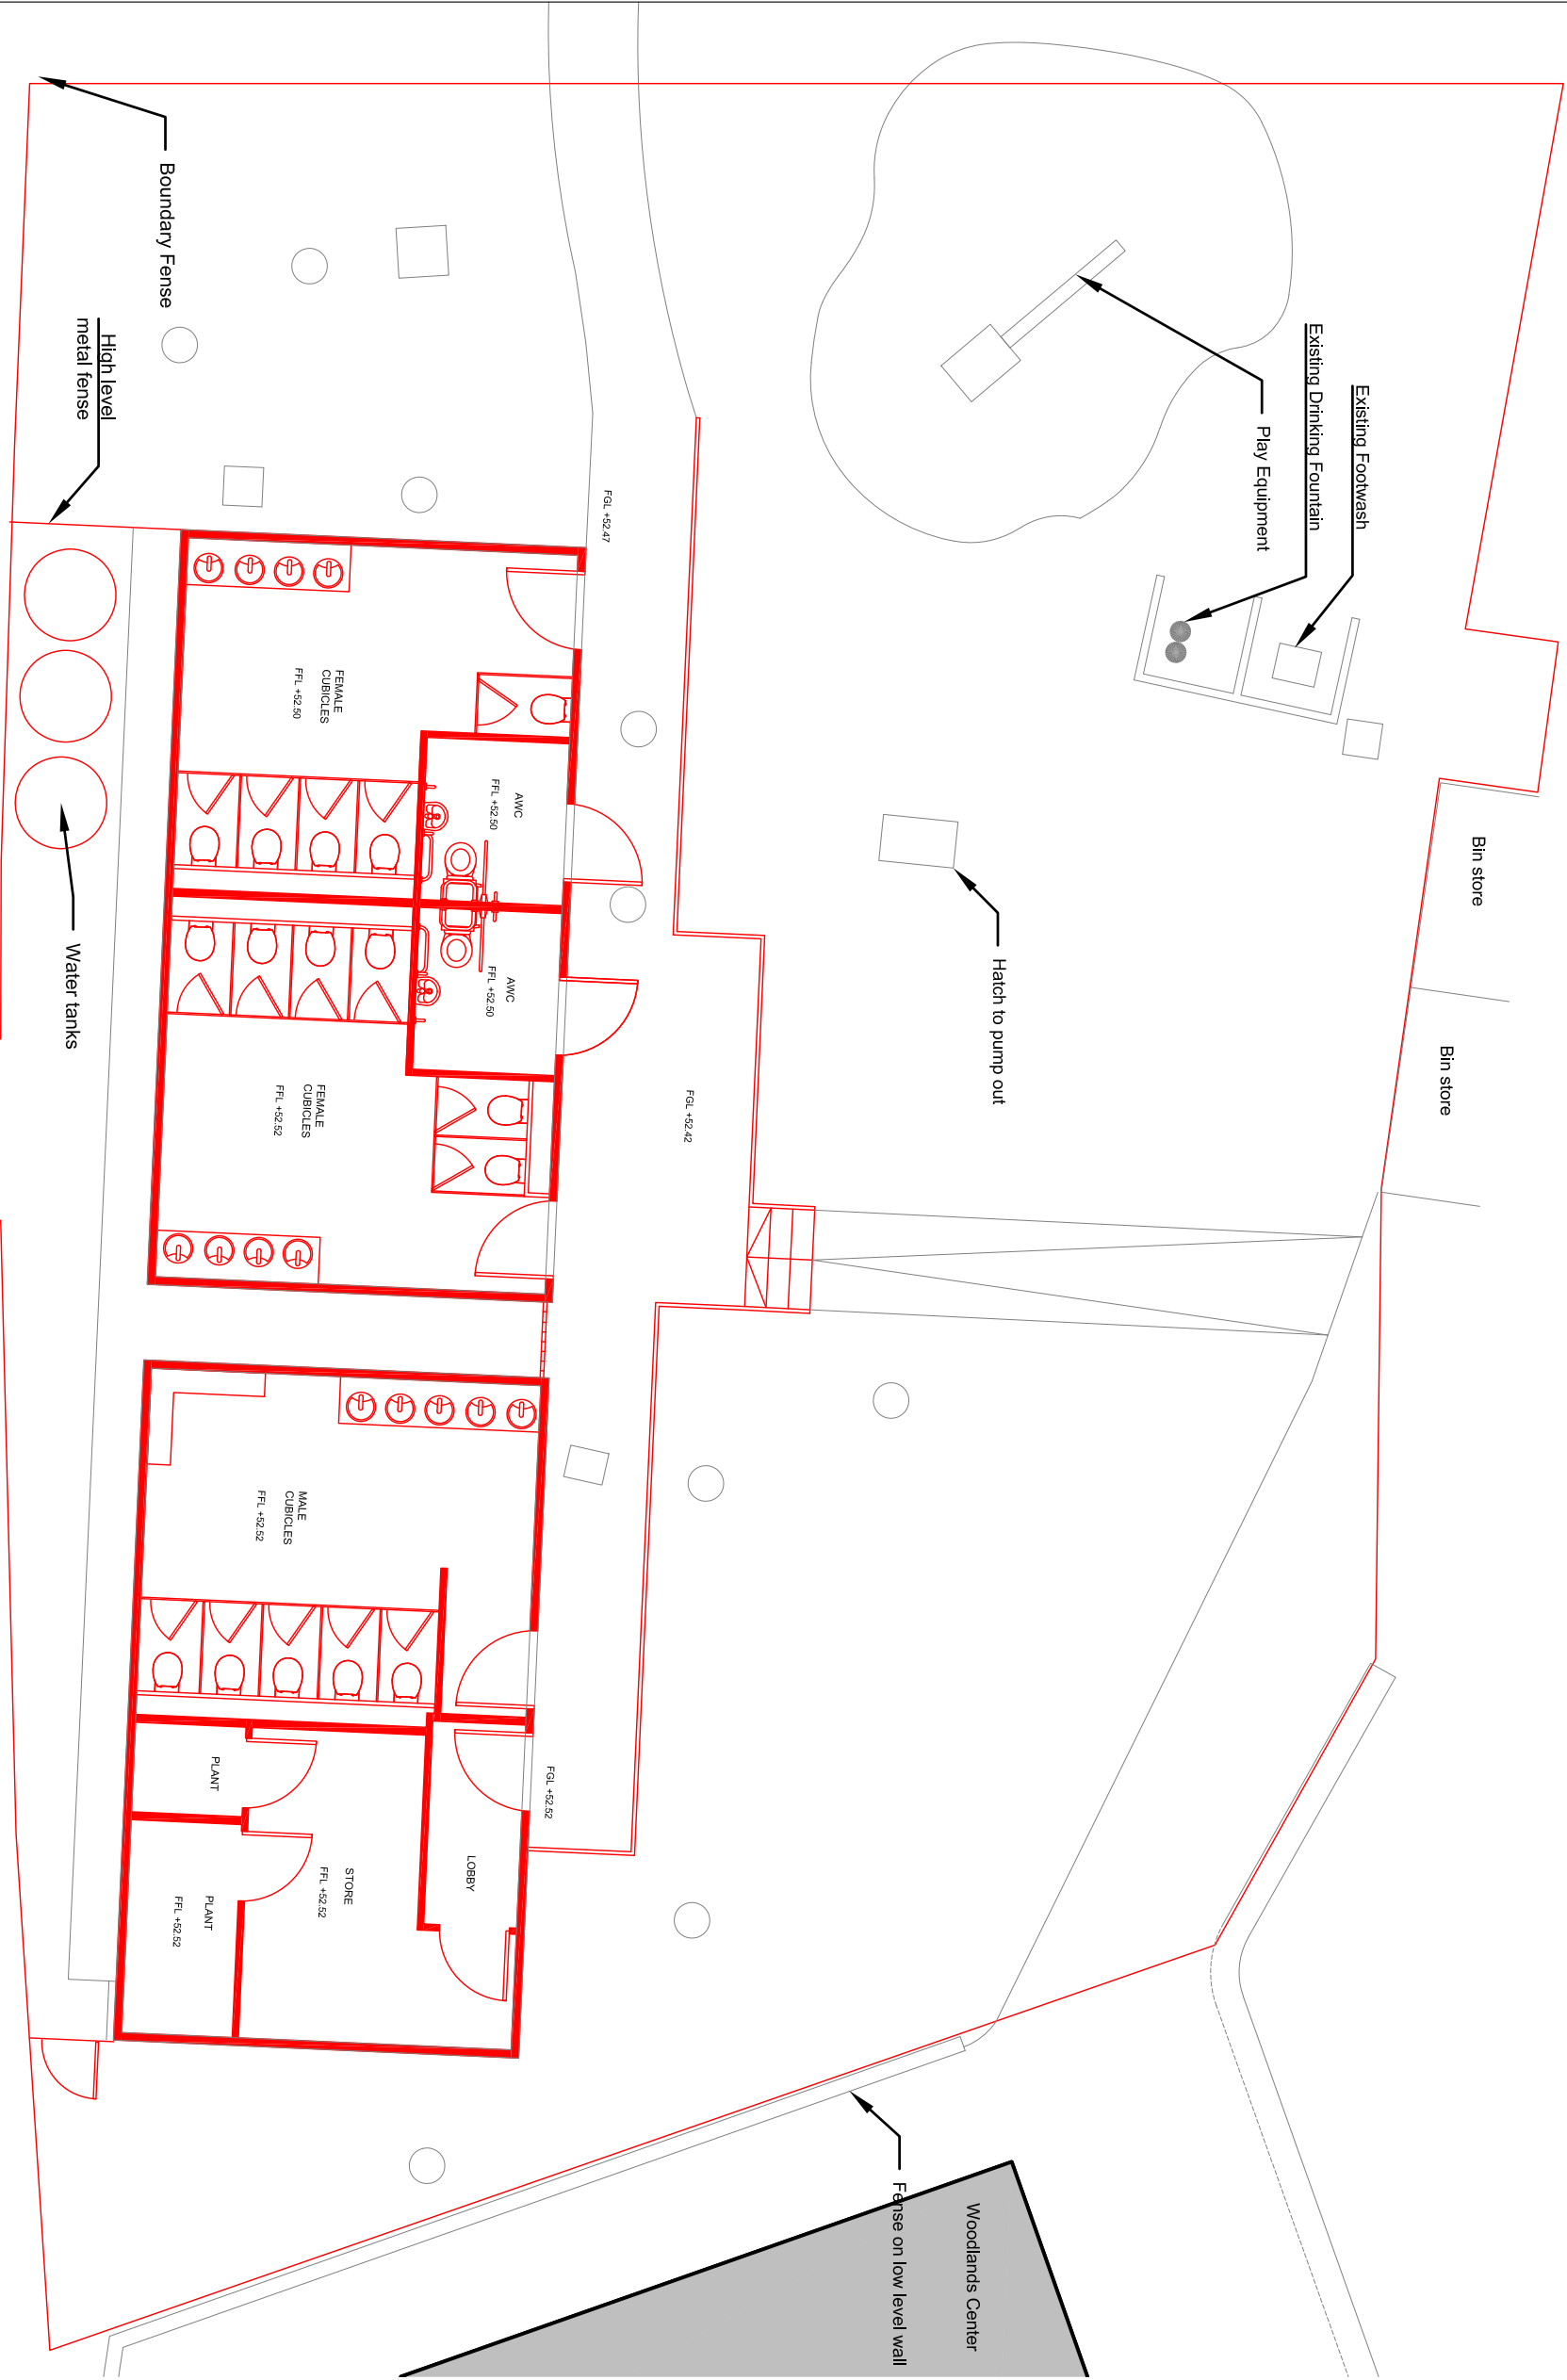 Bin store
Bin store
Existing Footwash
Existing Drinking Fountain
Play Equipment
Hatch to pump out
Woodlands Center
Fense on low level wall
FGL +52.47
FGL +52.42
FGL +52.52
AWC
FFL +52.50
AWC
FFL +52.50
LOBBY
FEMALE
CUBICLES
FFL +52.50
FEMALE
CUBICLES
FFL +52.52
MALE
CUBICLES
FFL +52.52
STORE
FFL +52.52
PLANT
PLANT
FFL +52.52
Boundary Fense
High level
metal fense
Water tanks